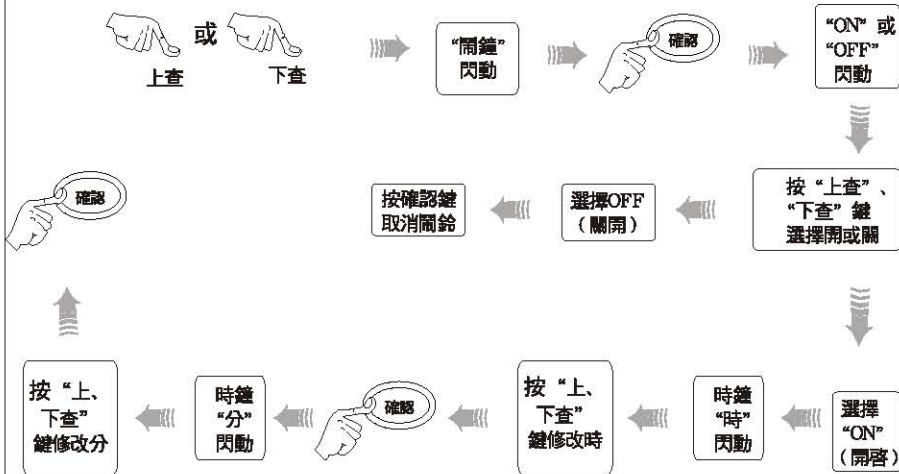 或
上查
下查
“鬧鐘”
閃動
確認
“ON” 或
“OFF”
閃動
按 “上查”、
“下查” 鍵
選擇開或關
選擇OFF
（關開）
按確認鍵
取消鬧鈴
確認
選擇
“ON”
（開啓）
時鐘
“時”
閃動
按 “上、
下查”
鍵修改時
確認
時鐘
“分”
閃動
按 “上、
下查”
鍵修改分